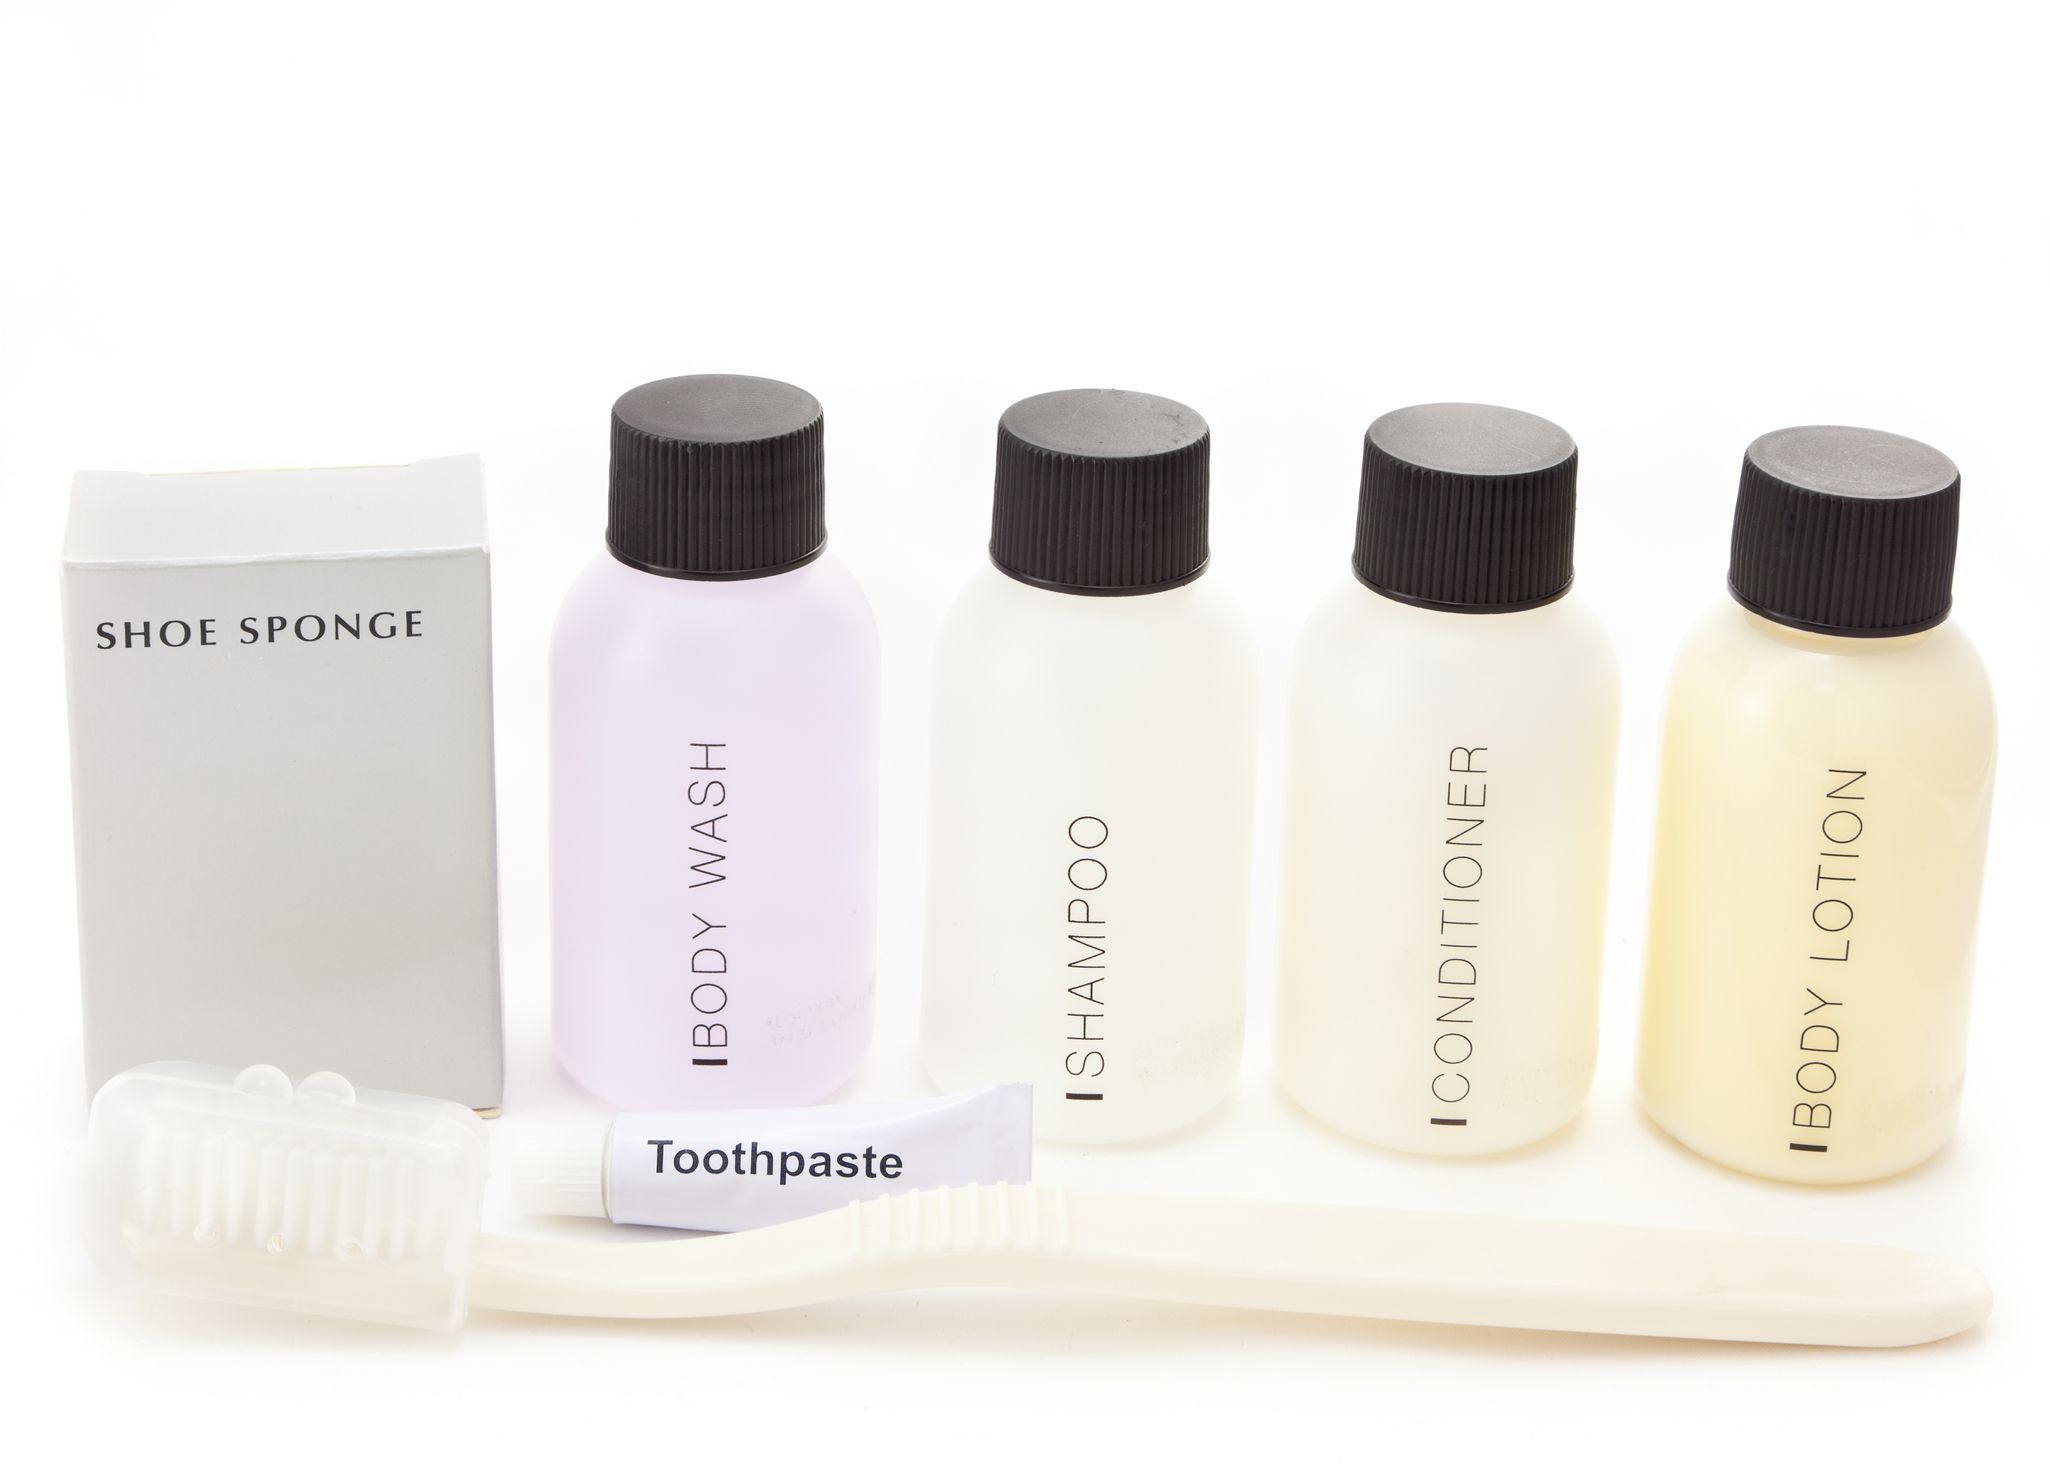 SHOE SPONGE
BODY WASH
SHAMPOO
CONDITIONER
BODY LOTION
Toothpaste